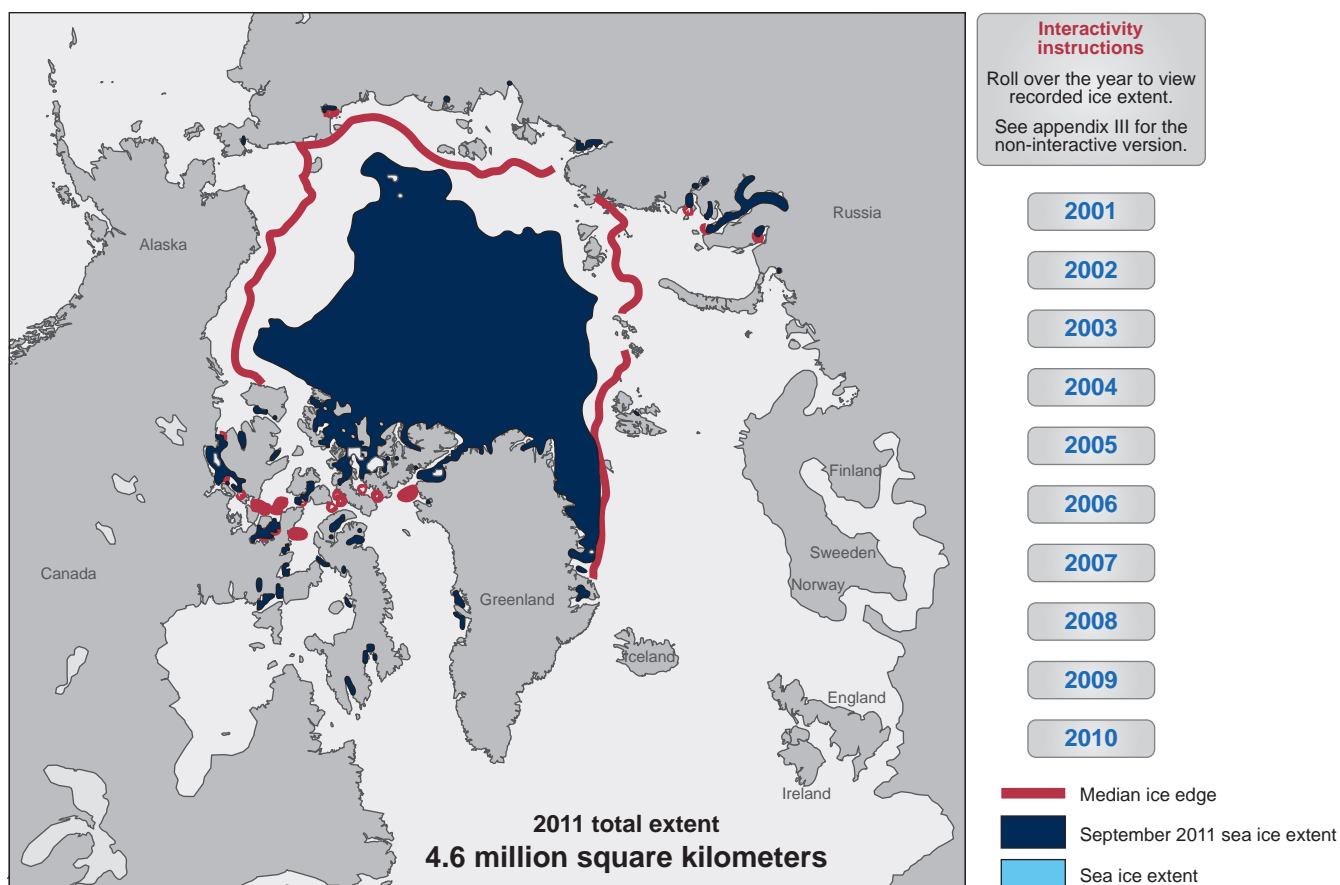 Interactivity
instructions
Roll over the year to view
recorded ice extent.
See appendix III for the
non-interactive version.
2001
Russia
Alaska
2002
2003
2004
2005
Finland
2006
Sweeden
2007
Canada
Norway
Greenland
2008
Iceland
2009
England
2010
Ireland
Median ice edge
2011 total extent
September 2011 sea ice extent
4.6 million square kilometers
Sea ice extent